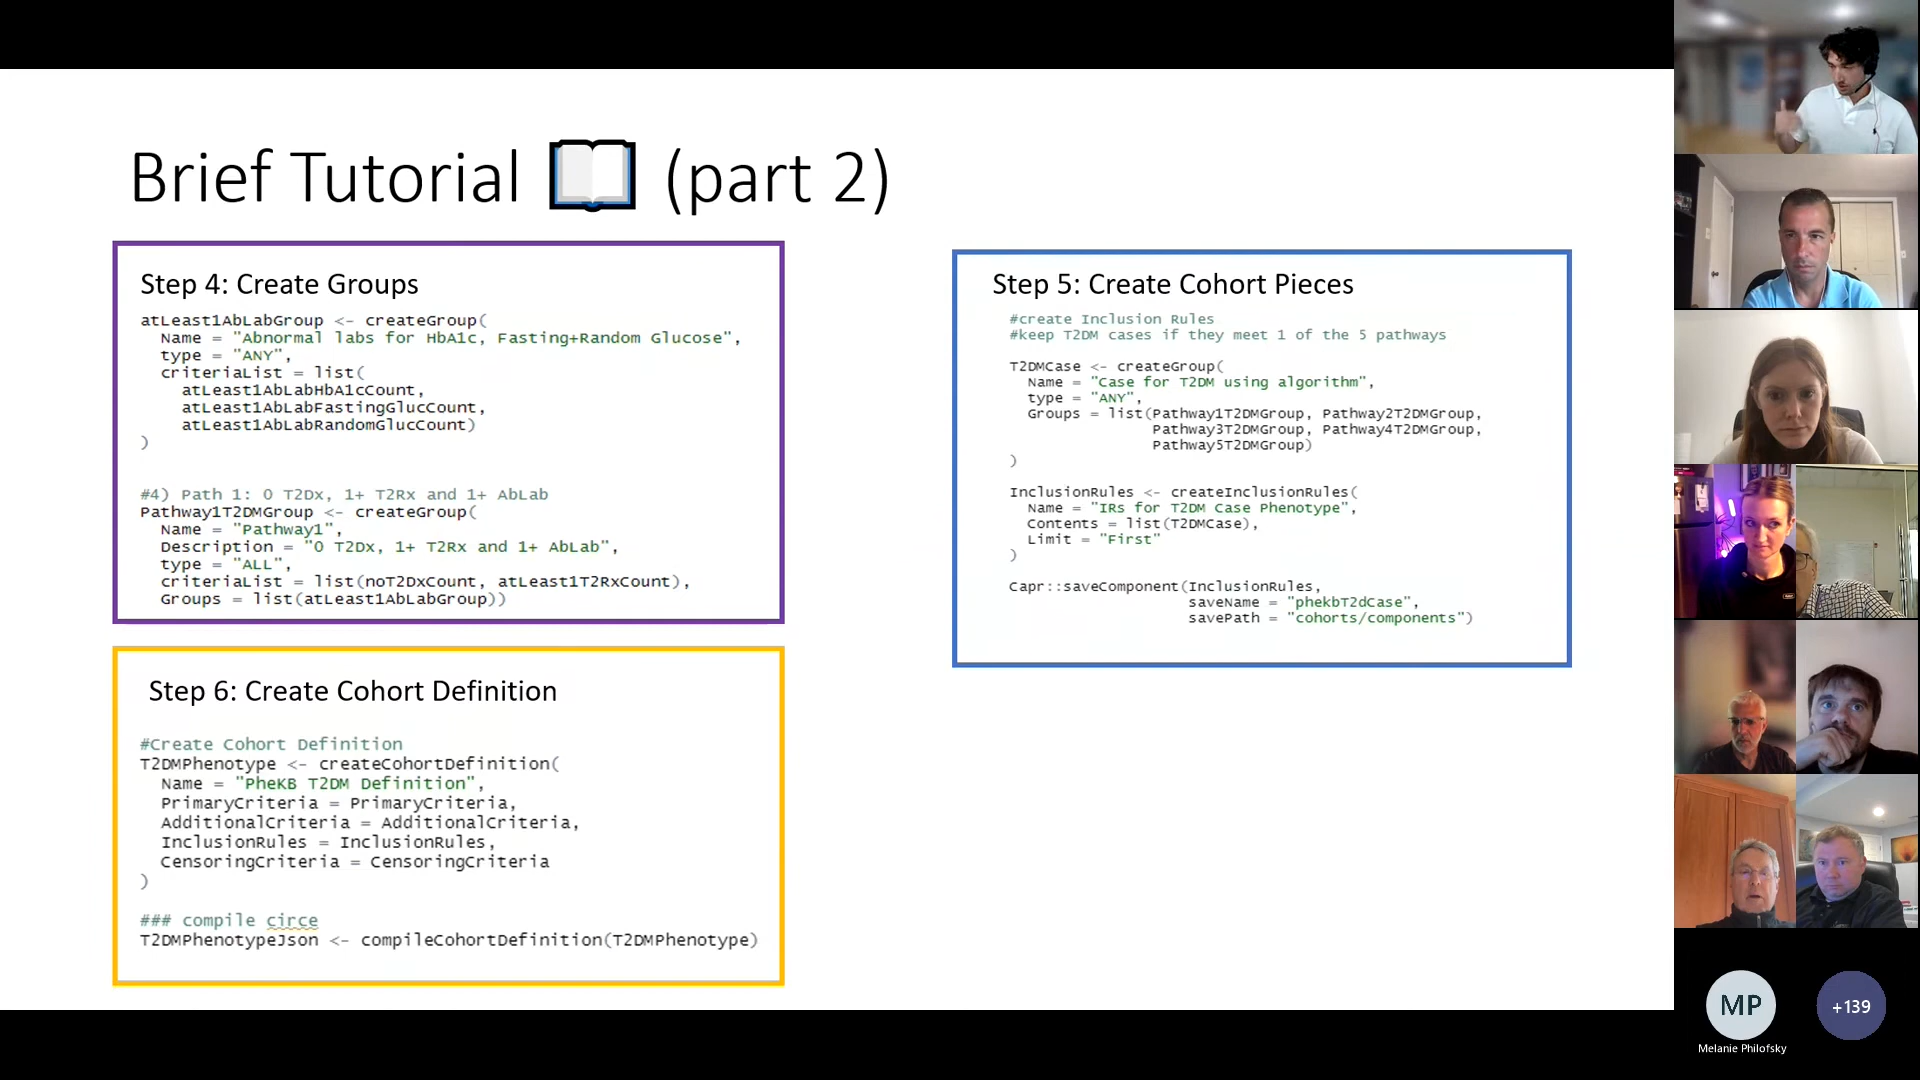 Brief Tutorial (part 2)
Step 4: Create Groups
atLeast1AbLabGroup <- createGroup(
Name = "Abnormal labs for HbA1c, Fasting+Random Glucose",
type = "ANY",
criteriaList = list(
atLeast1AbLabHbA1cCount,
atLeast1AbLabFastingGlucCount,
atLeast1AbLabRandomGlucCount)
)
#4) Path 1: 0 T2Dx, 1+ T2Rx and 1+ AbLab
Pathway1T2DMGroup <- createGroup(
Name = "Pathway1",
Description = "0 T2Dx, 1+ T2Rx and 1+ AbLab",
type = "ALL",
criteriaList = list(noT2DxCount, atLeast1T2RxCount),
Groups = list(atLeast1AbLabGroup))
Step 5: Create Cohort Pieces
#create Inclusion Rules
#keep T2DM cases if they meet 1 of the 5 pathways
T2DMCase <- createGroup(
Name = "Case for T2DM using algorithm",
type = "ANY",
Groups = list(Pathway1T2DMGroup, Pathway2T2DMGroup,
Pathway3T2DMGroup, Pathway4T2DMGroup,
Pathway5T2DMGroup)
)
InclusionRules <- createInclusionRules(
Name = "IRs for T2DM Case Phenotype",
Contents = list(T2DMCase),
Limit = "First"
)
Capr::saveComponent(InclusionRules,
saveName = "phekbT2dCase",
savePath = "cohorts/components")
Step 6: Create Cohort Definition
#Create Cohort Definition
T2DMPhenotype <- createCohortDefinition(
Name = "PheKB T2DM Definition",
PrimaryCriteria = PrimaryCriteria,
AdditionalCriteria = AdditionalCriteria,
InclusionRules = InclusionRules,
CensoringCriteria = CensoringCriteria
)
### compile circe
T2DMPhenotypeJson <- compileCohortDefinition(T2DMPhenotype)
MP
+139
Melanie Philofsky